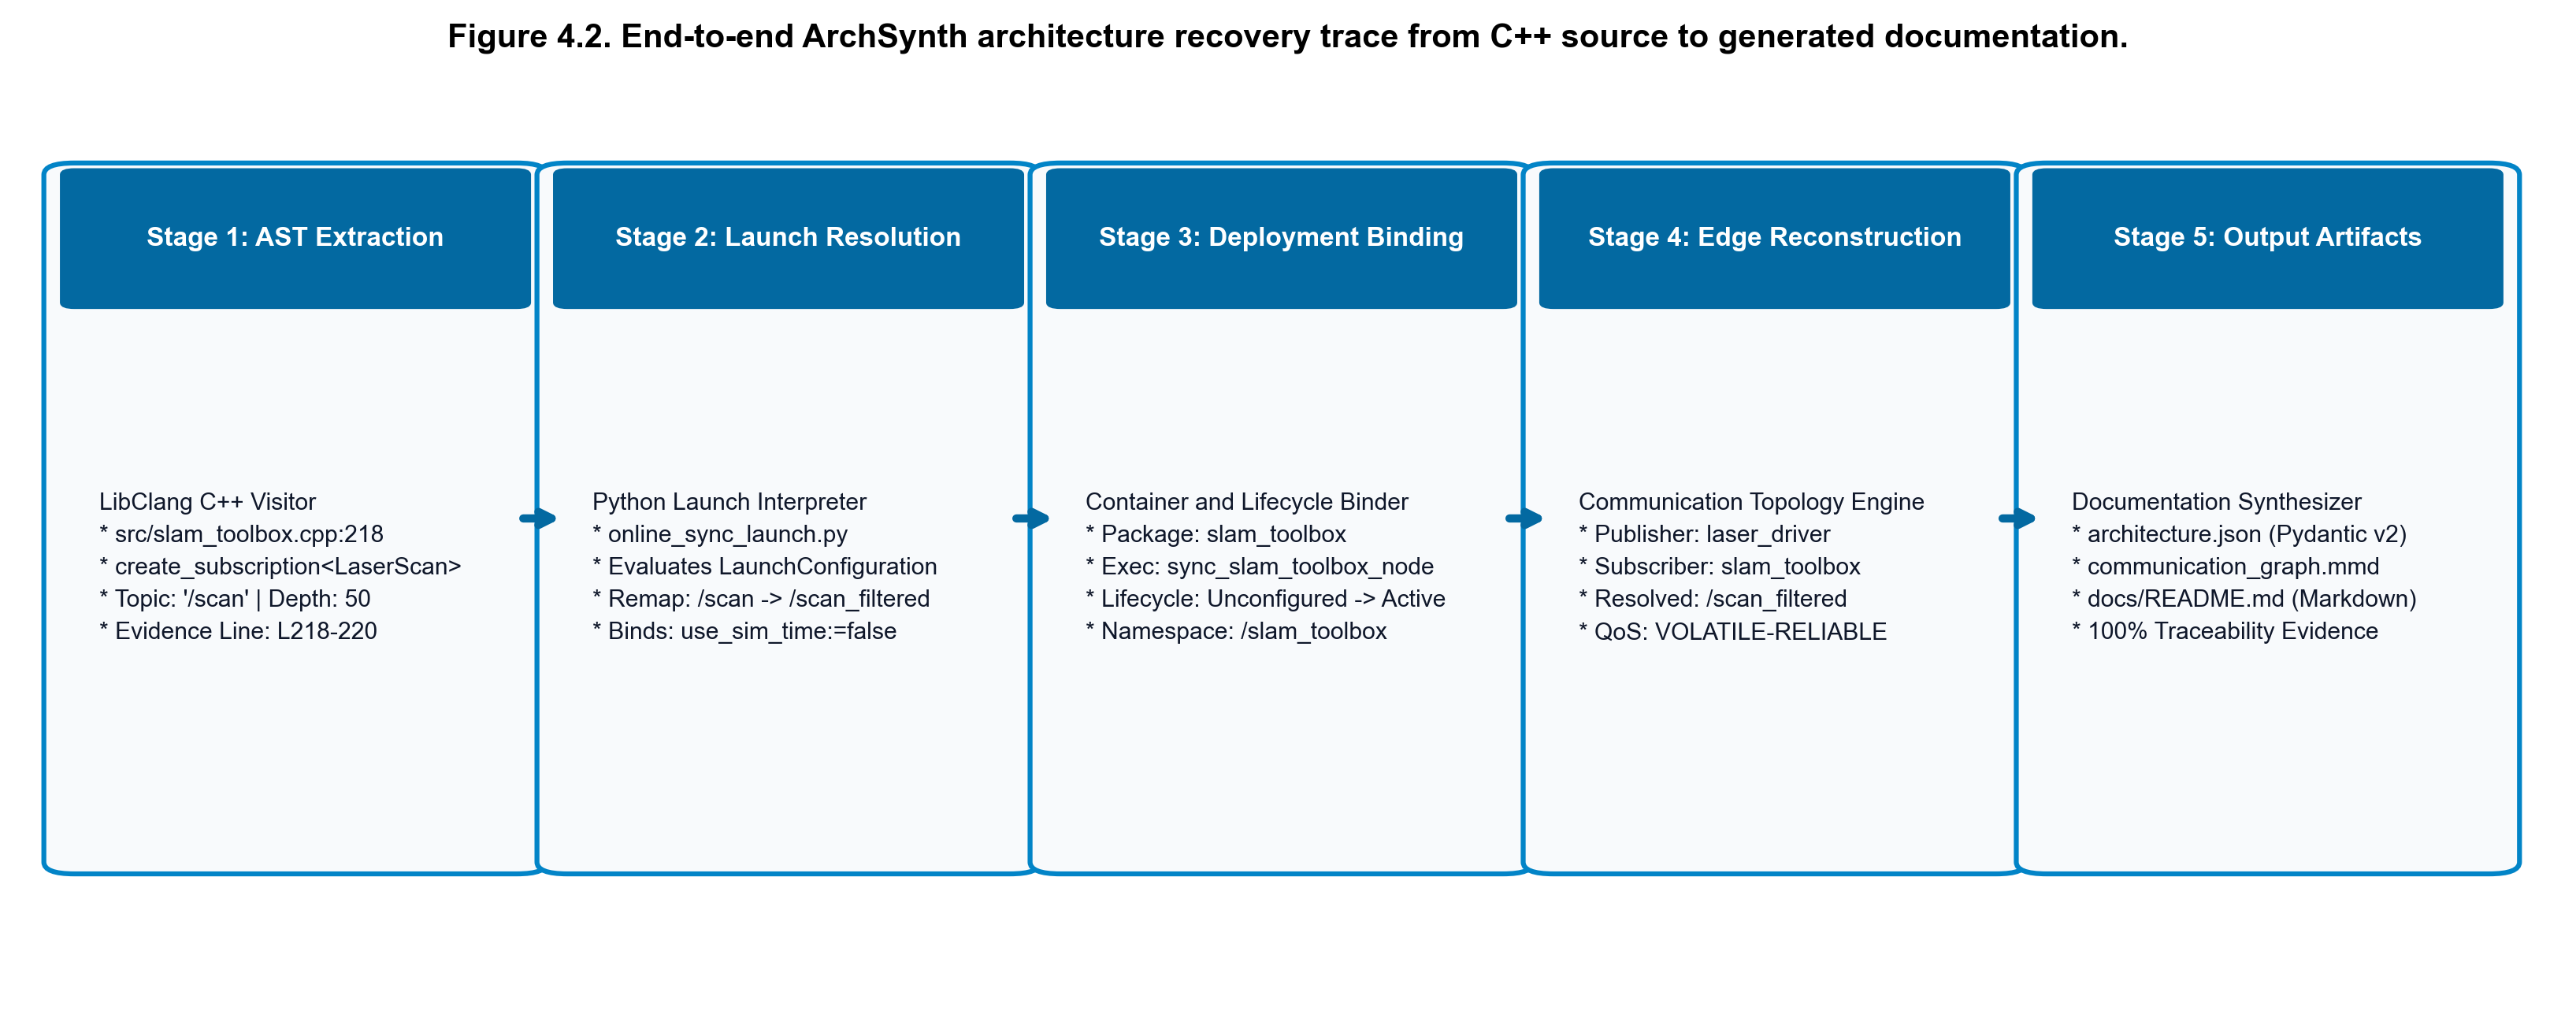 Figure 4.2. End-to-end ArchSynth architecture recovery trace from C++ source to generated documentation.
Stage 1: AST Extraction
LibClang C++ Visitor
* src/slam_toolbox.cpp:218
* create_subscription<LaserScan>
* Topic: '/scan' | Depth: 50
* Evidence Line: L218-220
Stage 2: Launch Resolution
Python Launch Interpreter
* online_sync_launch.py
* Evaluates LaunchConfiguration
* Remap: /scan -> /scan_filtered
* Binds: use_sim_time:=false
Stage 3: Deployment Binding
Container and Lifecycle Binder
* Package: slam_toolbox
* Exec: sync_slam_toolbox_node
* Lifecycle: Unconfigured -> Active
* Namespace: /slam_toolbox
Stage 4: Edge Reconstruction
Communication Topology Engine
* Publisher: laser_driver
* Subscriber: slam_toolbox
* Resolved: /scan_filtered
* QoS: VOLATILE-RELIABLE
Stage 5: Output Artifacts
Documentation Synthesizer
* architecture.json (Pydantic v2)
* communication_graph.mmd
* docs/README.md (Markdown)
* 100% Traceability Evidence